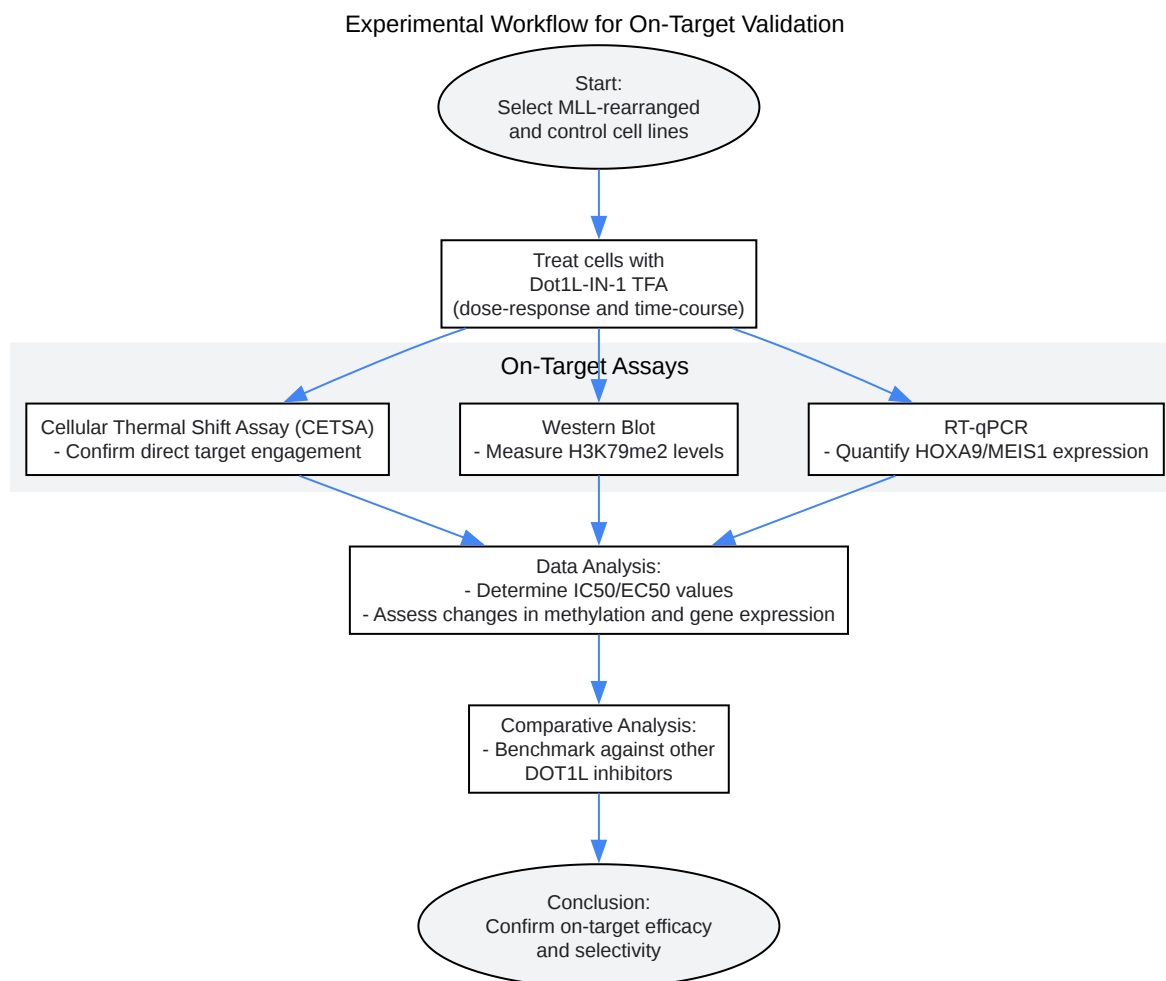 Experimental Workflow for On-Target Validation
Start:
Select MLL-rearranged
and control cell lines
Treat cells with
Dot1L-IN-1 TFA
(dose-response and time-course)
On-Target Assays
Cellular Thermal Shift Assay (CETSA)
- Confirm direct target engagement
Western Blot
- Measure H3K79me2 levels
RT-qPCR
- Quantify HOXA9/MEIS1 expression
Data Analysis:
- Determine IC50/EC50 values
- Assess changes in methylation and gene expression
Comparative Analysis:
- Benchmark against other
DOT1L inhibitors
Conclusion:
Confirm on-target efficacy
and selectivity